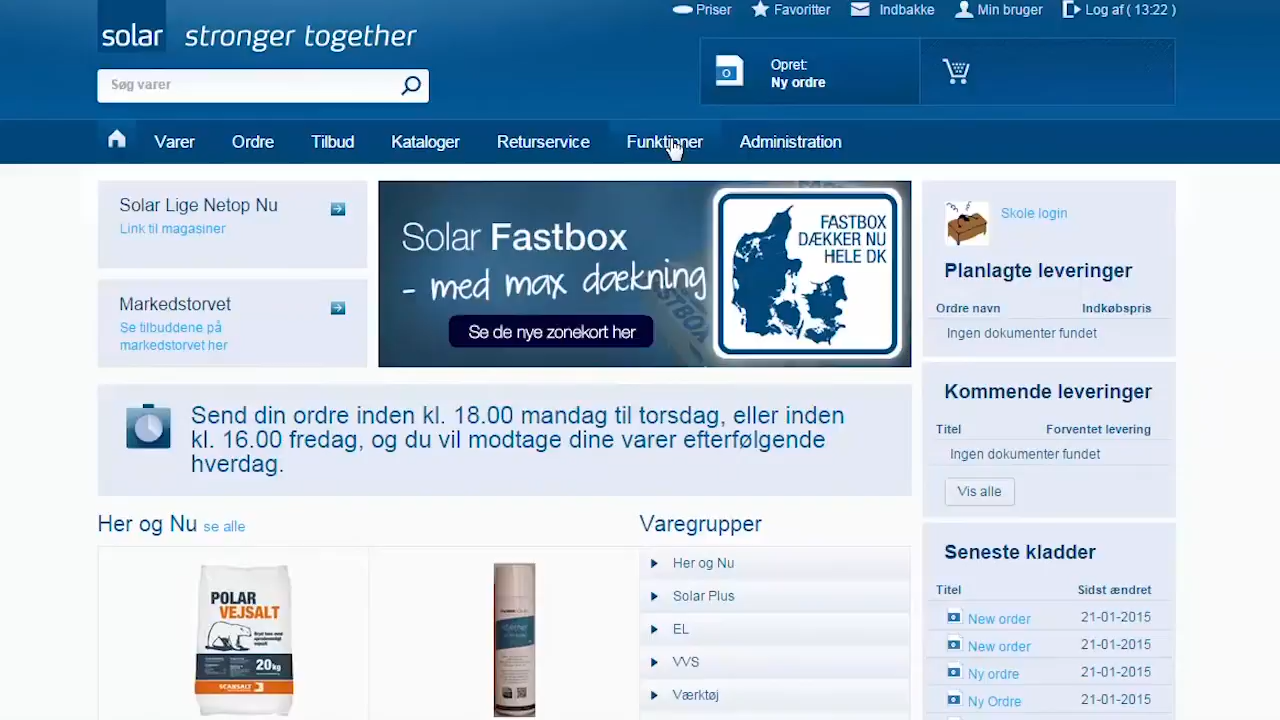 Priser
Favoritter
Indbakke
Min bruger
Log af ( 13:22 )
solar
stronger together
Søg varer
Opret:
Ny ordre
Varer
Ordre
Tilbud
Kataloger
Returservice
Funktioner
Administration
Solar Lige Netop Nu
Link til magasiner
Markedstorvet
Se tilbuddene på
markedstorvet her
Solar Fastbox
- med max dækning
Se de nye zonekort her
FASTBOX
DÆKKER NU
HELE DK
Skole login
Planlagte leveringer
Ordre navn Indkøbspris
Ingen dokumenter fundet
Kommende leveringer
Titel Forventet levering
Ingen dokumenter fundet
Vis alle
Send din ordre inden kl. 18.00 mandag til torsdag, eller inden
kl. 16.00 fredag, og du vil modtage dine varer efterfølgende
hverdag.
Her og Nu se alle
POLAR
VEJSALT
20kg
SCANSALT
Varegrupper
Her og Nu
Solar Plus
EL
VVS
Værktøj
Seneste kladder
Titel Sidst ændret
New order 21-01-2015
New order 21-01-2015
Ny ordre 21-01-2015
Ny Ordre 21-01-2015